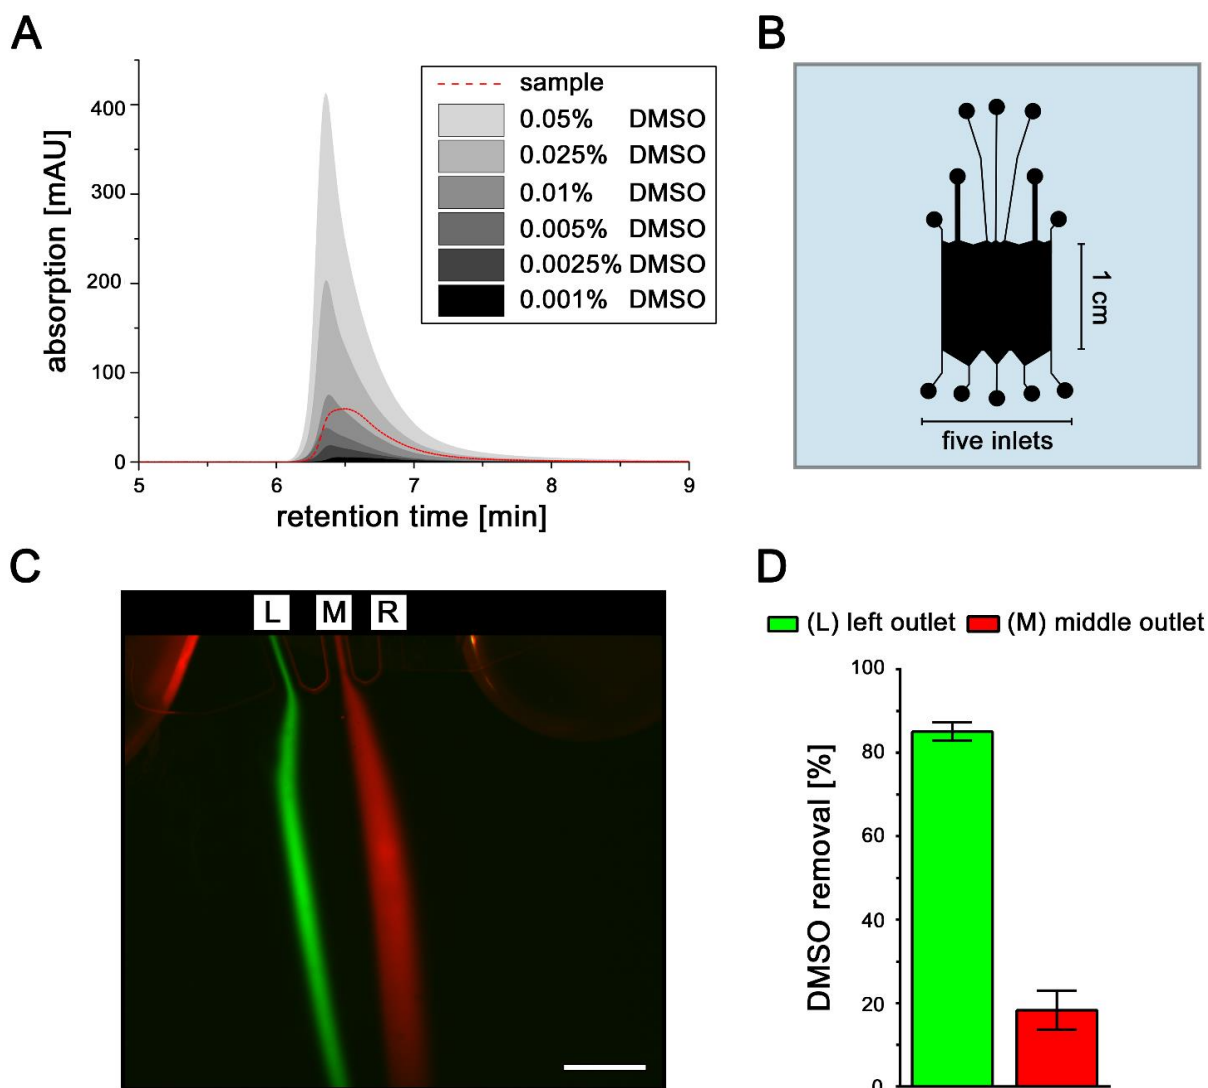 A
absorption [mAU]
400
300
200
100
0
5
6
7
8
9
retention time [min]
sample
0.05% DMSO
0.025% DMSO
0.01% DMSO
0.005% DMSO
0.0025% DMSO
0.001% DMSO
B
1 cm
five inlets
C
L
M
R
D
(L) left outlet
(M) middle outlet
DMSO removal [%]
100
80
60
40
20
0